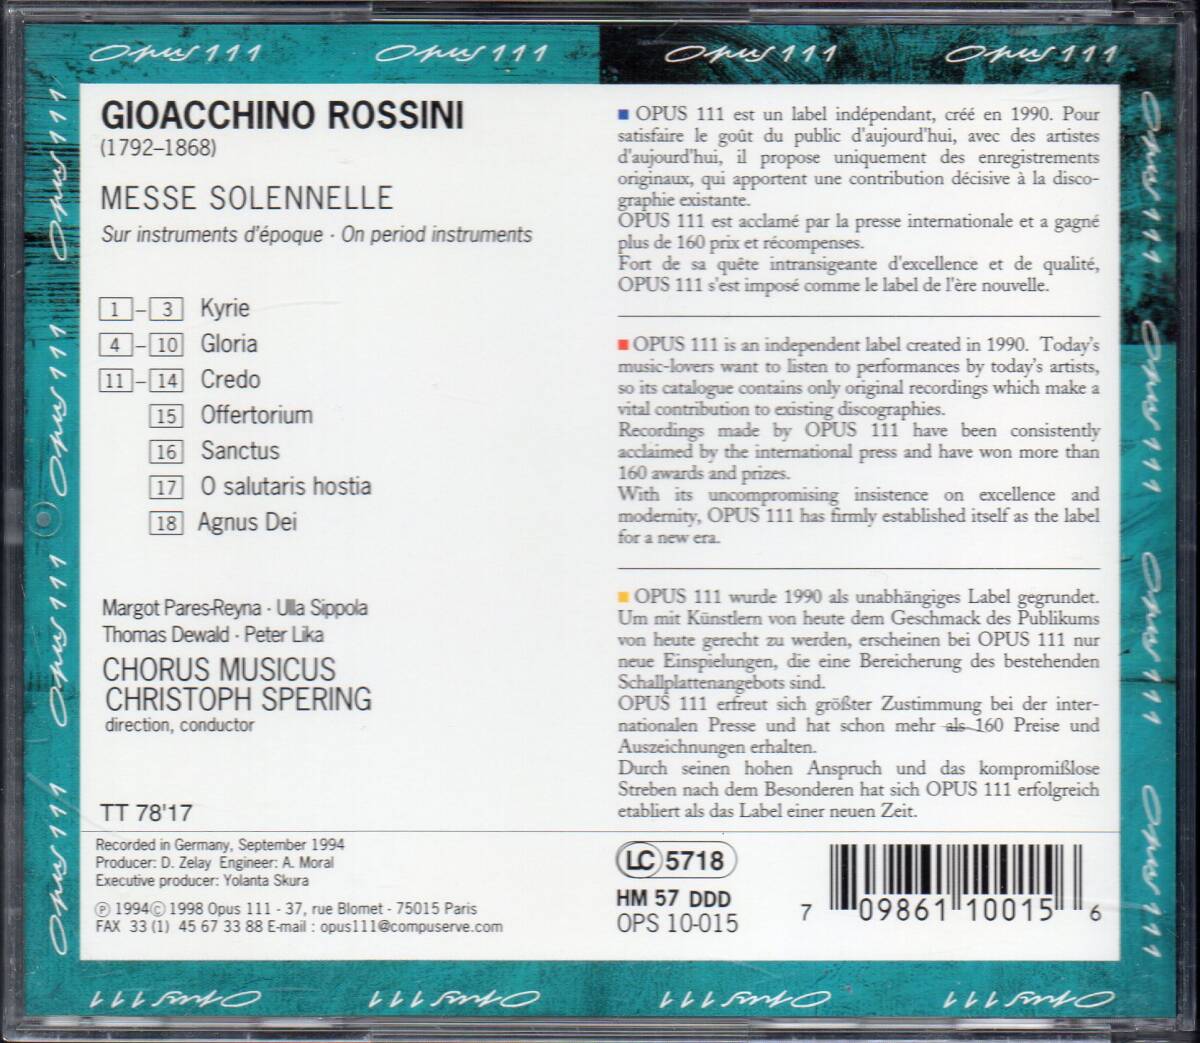 Opus 111 Opus 111 Opus 111 Opus 111
Opus 111 Opus 111 Opus 111 Opus 111
Opus 111 Opus 111 Opus 111 Opus 111
GIOACCHINO ROSSINI
(1792–1868)
MESSE SOLENNELLE
Sur instruments d'époque · On period instruments
1 – 3 Kyrie
4 – 10 Gloria
11 – 14 Credo
15 Offertorium
16 Sanctus
17 O salutaris hostia
18 Agnus Dei
Margot Pares-Reyna · Ulla Sippola
Thomas Dewald · Peter Lika
CHORUS MUSICUS
CHRISTOPH SPERING
direction, conductor
TT 78'17
Recorded in Germany, September 1994
Producer: D. Zelay Engineer: A. Moral
Executive producer: Yolanta Skura
℗ 1994 © 1998 Opus 111 - 37, rue Blomet - 75015 Paris
FAX 33 (1) 45 67 33 88 E-mail : opus111@compuserve.com
OPUS 111 est un label indépendant, créé en 1990. Pour
satisfaire le goût du public d'aujourd'hui, avec des artistes
d'aujourd'hui, il propose uniquement des enregistrements
originaux, qui apportent une contribution décisive à la disco-
graphie existante.
OPUS 111 est acclamé par la presse internationale et a gagné
plus de 160 prix et récompenses.
Fort de sa quête intransigeante d'excellence et de qualité,
OPUS 111 s'est imposé comme le label de l'ère nouvelle.
OPUS 111 is an independent label created in 1990. Today's
music-lovers want to listen to performances by today's artists,
so its catalogue contains only original recordings which make a
vital contribution to existing discographies.
Recordings made by OPUS 111 have been consistently
acclaimed by the international press and have won more than
160 awards and prizes.
With its uncompromising insistence on excellence and
modernity, OPUS 111 has firmly established itself as the label
for a new era.
OPUS 111 wurde 1990 als unabhängiges Label gegrundet.
Um mit Künstlern von heute dem Geschmack des Publikums
von heute gerecht zu werden, erscheinen bei OPUS 111 nur
neue Einspielungen, die eine Bereicherung des bestehenden
Schallplattenangebots sind.
OPUS 111 erfreut sich größter Zustimmung bei der inter-
nationalen Presse und hat schon mehr als 160 Preise und
Auszeichnungen erhalten.
Durch seinen hohen Anspruch und das kompromißlose
Streben nach dem Besonderen hat sich OPUS 111 erfolgreich
etabliert als das Label einer neuen Zeit.
LC 5718
HM 57 DDD
OPS 10-015
7 09861 10015 6
Opus 111 Opus 111 Opus 111 Opus 111